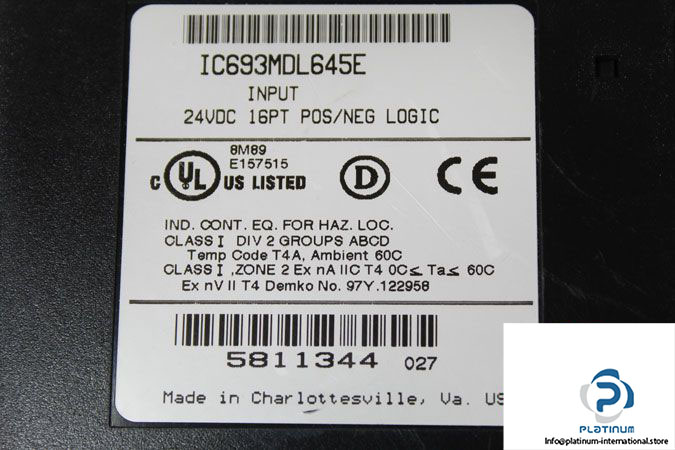 IC693MDL645E
INPUT
24VDC 16PT POS/NEG LOGIC
8M89
E157515
C UL US LISTED
D
CE
IND. CONT. EQ. FOR HAZ. LOC.
CLASS I DIV 2 GROUPS ABCD
Temp Code T4A, Ambient 60C
CLASS I ,ZONE 2 Ex nA IIC T4 0C≤ Ta≤ 60C
Ex nV II T4 Demko No. 97Y.122958
5811344 027
Made in Charlottesville, Va. US
P
PLATINUM
info@platinum-international.store